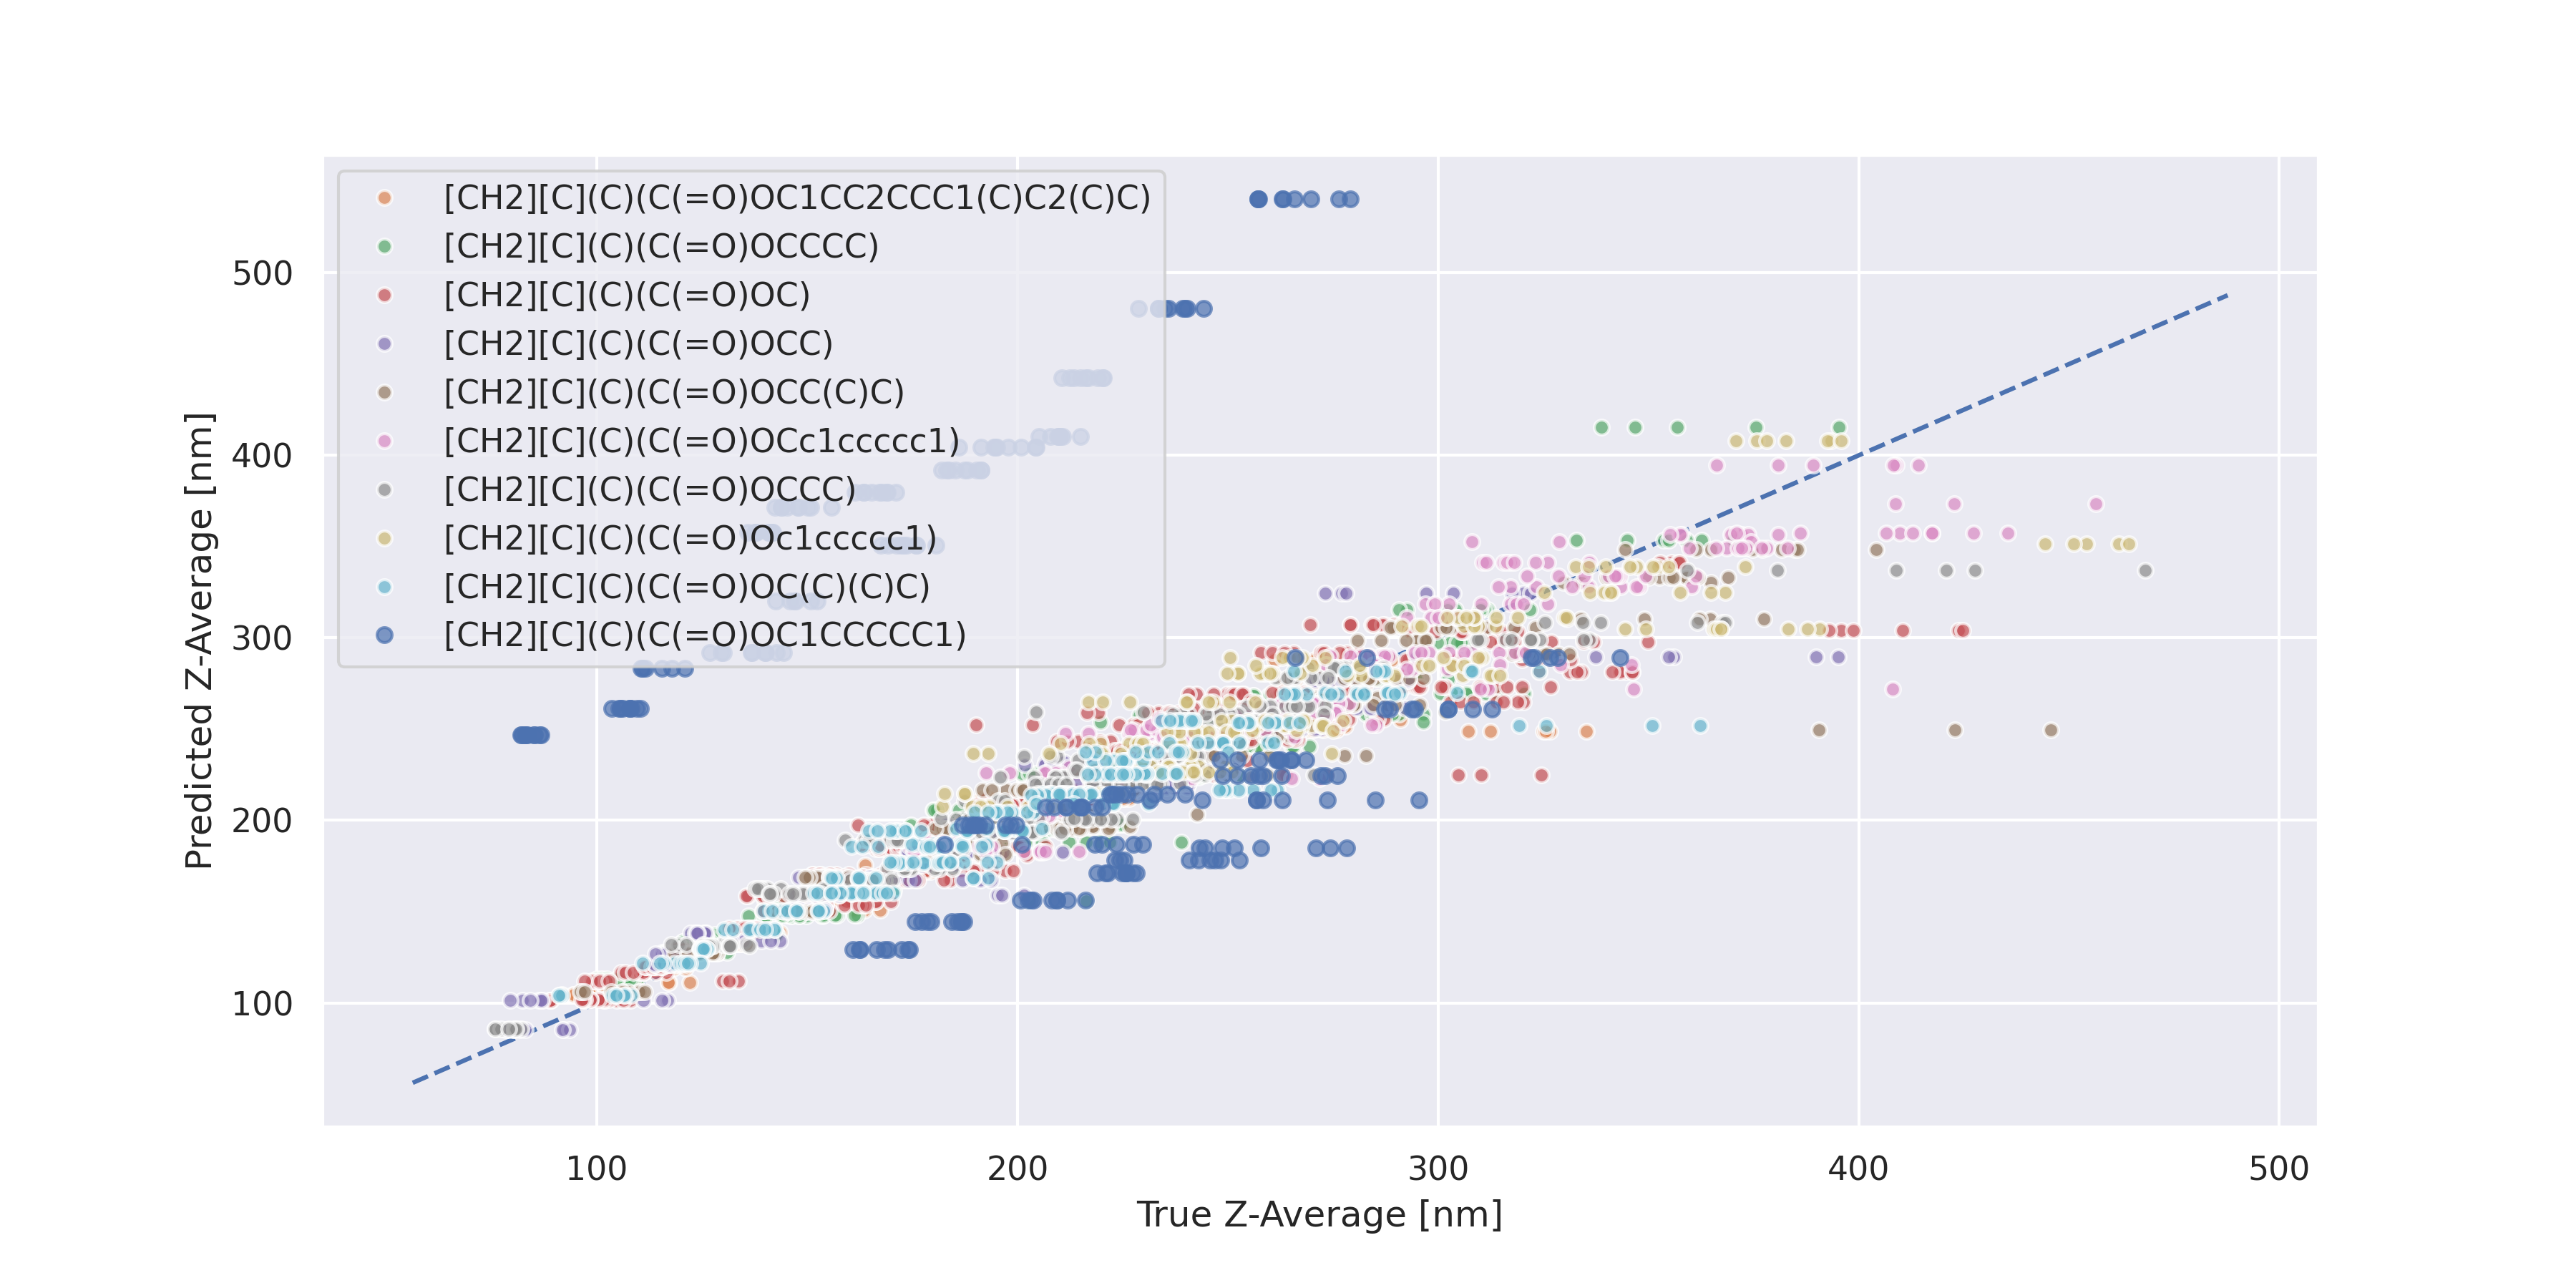 [CH2][C](C)(C(=O)OC1CC2CCC1(C)C2(C)C)
[CH2][C](C)(C(=O)OCCCC)
[CH2][C](C)(C(=O)OC)
[CH2][C](C)(C(=O)OCC)
[CH2][C](C)(C(=O)OCC(C)C)
[CH2][C](C)(C(=O)OCc1ccccc1)
[CH2][C](C)(C(=O)OCCC)
[CH2][C](C)(C(=O)Oc1ccccc1)
[CH2][C](C)(C(=O)OC(C)(C)C)
[CH2][C](C)(C(=O)OC1CCCCC1)
500
400
300
200
100
Predicted Z-Average [nm]
100 200 300 400 500
True Z-Average [nm]